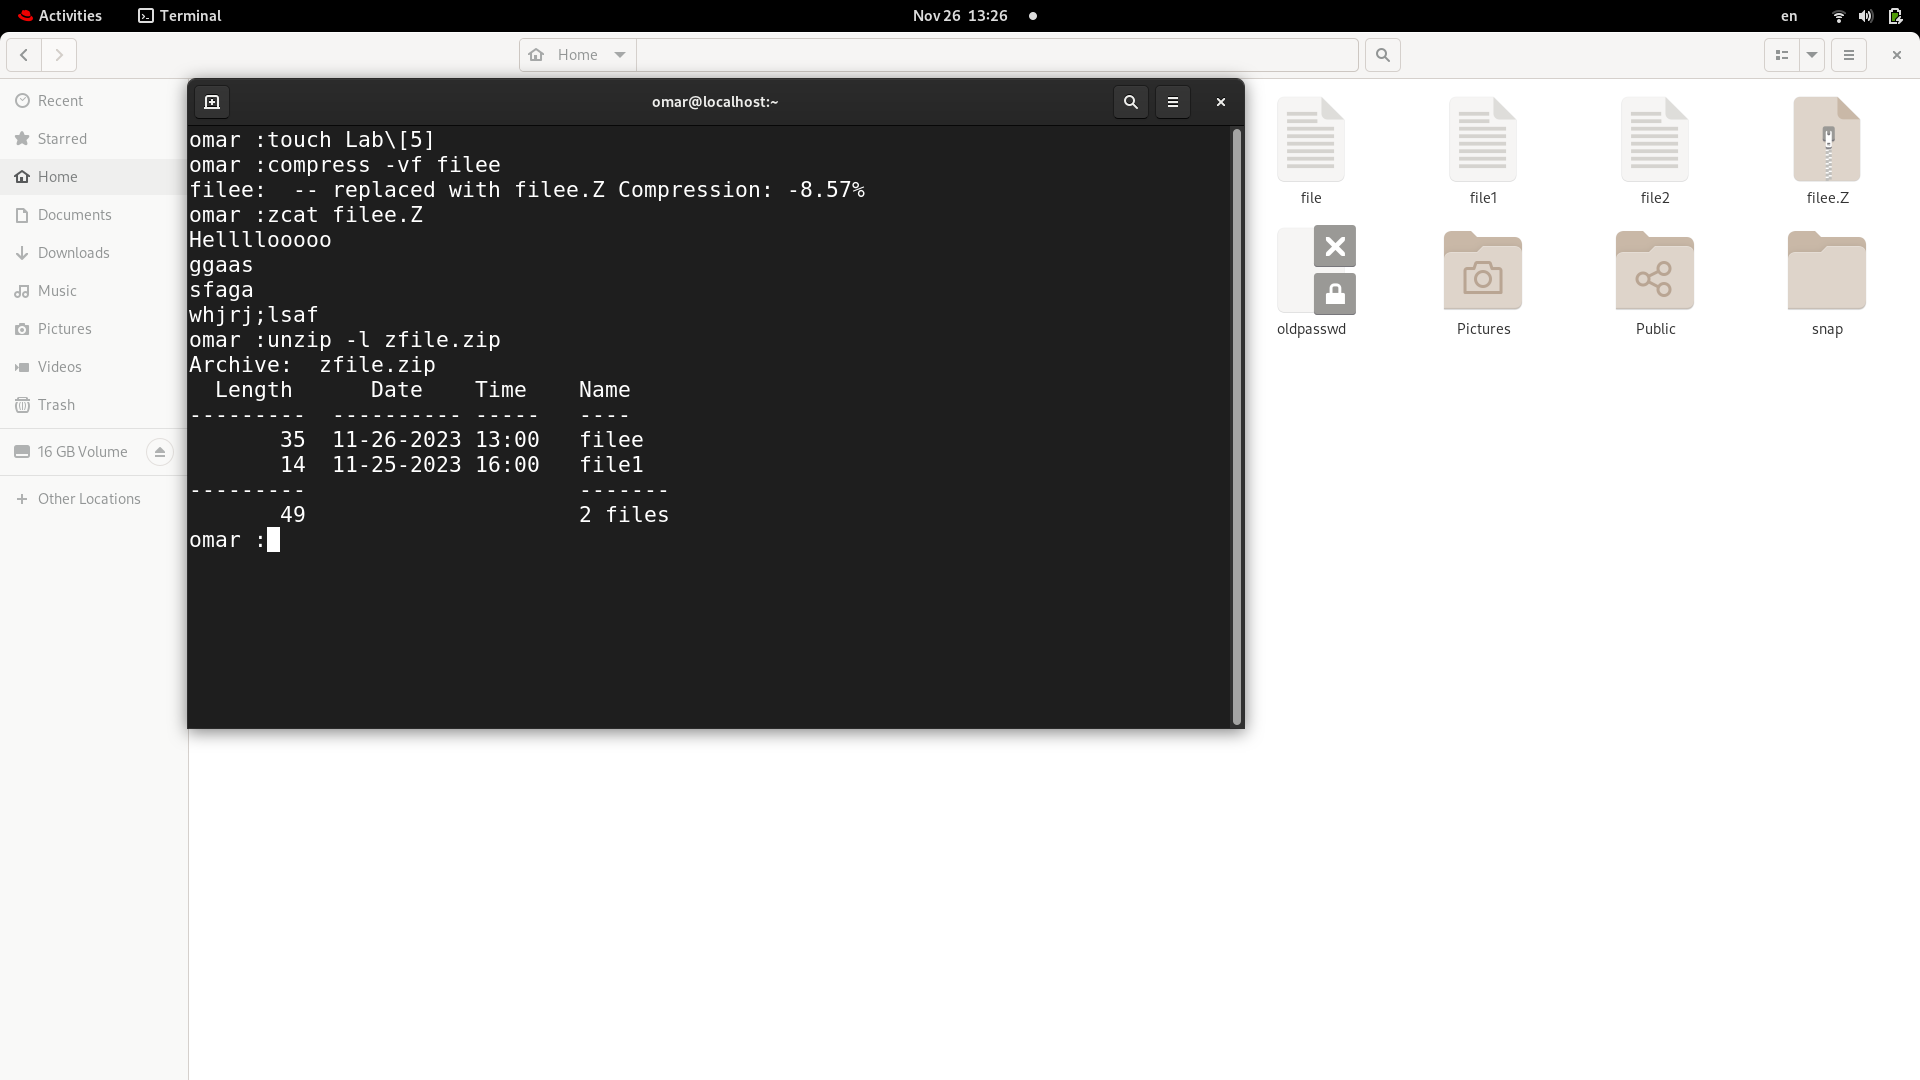 Activities
Terminal
Nov 26 13:26
en
Home
Recent
Starred
Home
Documents
Downloads
Music
Pictures
Videos
Trash
16 GB Volume
Other Locations
omar@localhost:~
omar :touch Lab\[5]
omar :compress -vf filee
filee:  -- replaced with filee.Z Compression: -8.57%
omar :zcat filee.Z
Hellllooooo
ggaas
sfaga
whjrj;lsaf
omar :unzip -l zfile.zip
Archive:  zfile.zip
  Length      Date    Time    Name
---------  ---------- -----   ----
       35  11-26-2023 13:00   filee
       14  11-25-2023 16:00   file1
---------                     -------
       49                     2 files
omar :
file
file1
file2
filee.Z
oldpasswd
Pictures
Public
snap